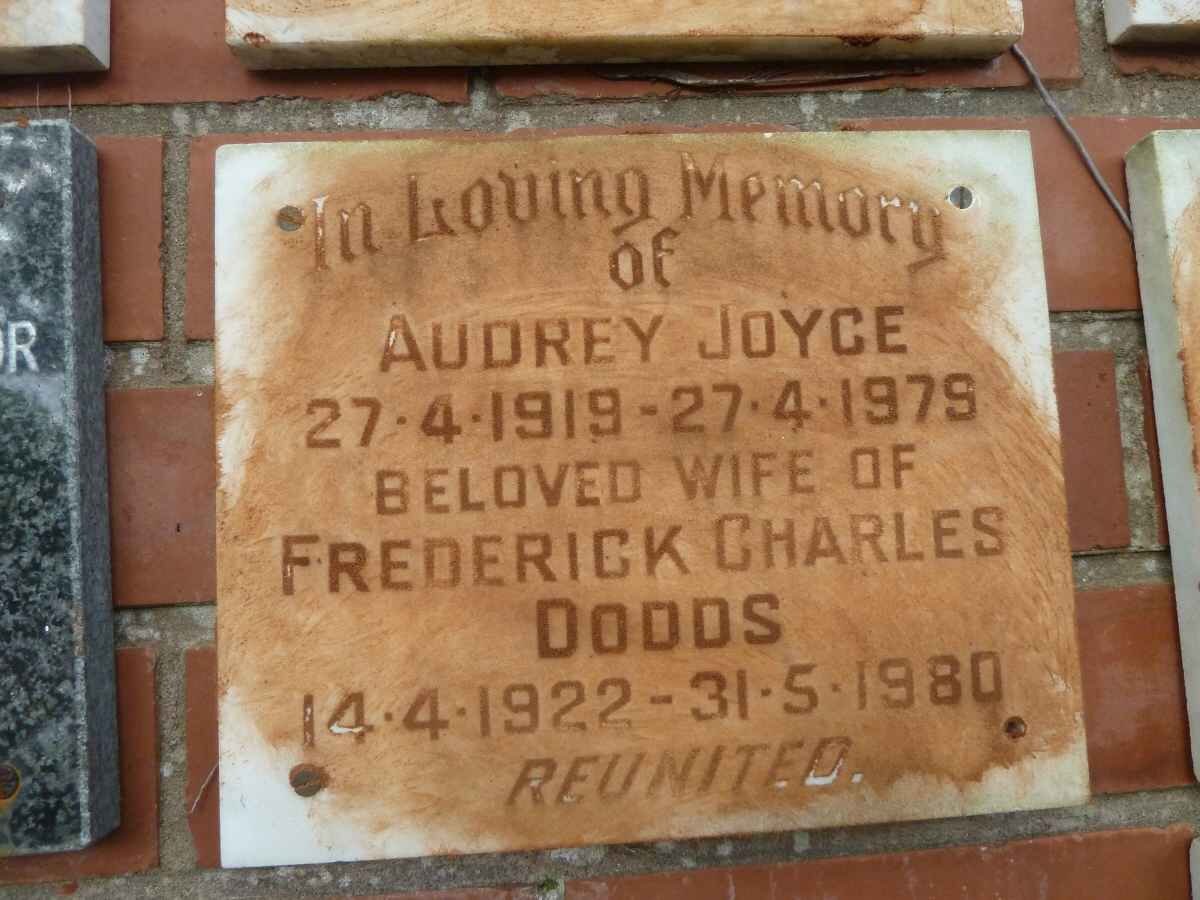 In Loving Memory
of
AUDREY JOYCE
27·4·1919-27·4·1979
BELOVED WIFE OF
FREDERICK CHARLES
DODDS
14·4·1922-31·5·1980
REUNITED.
OR